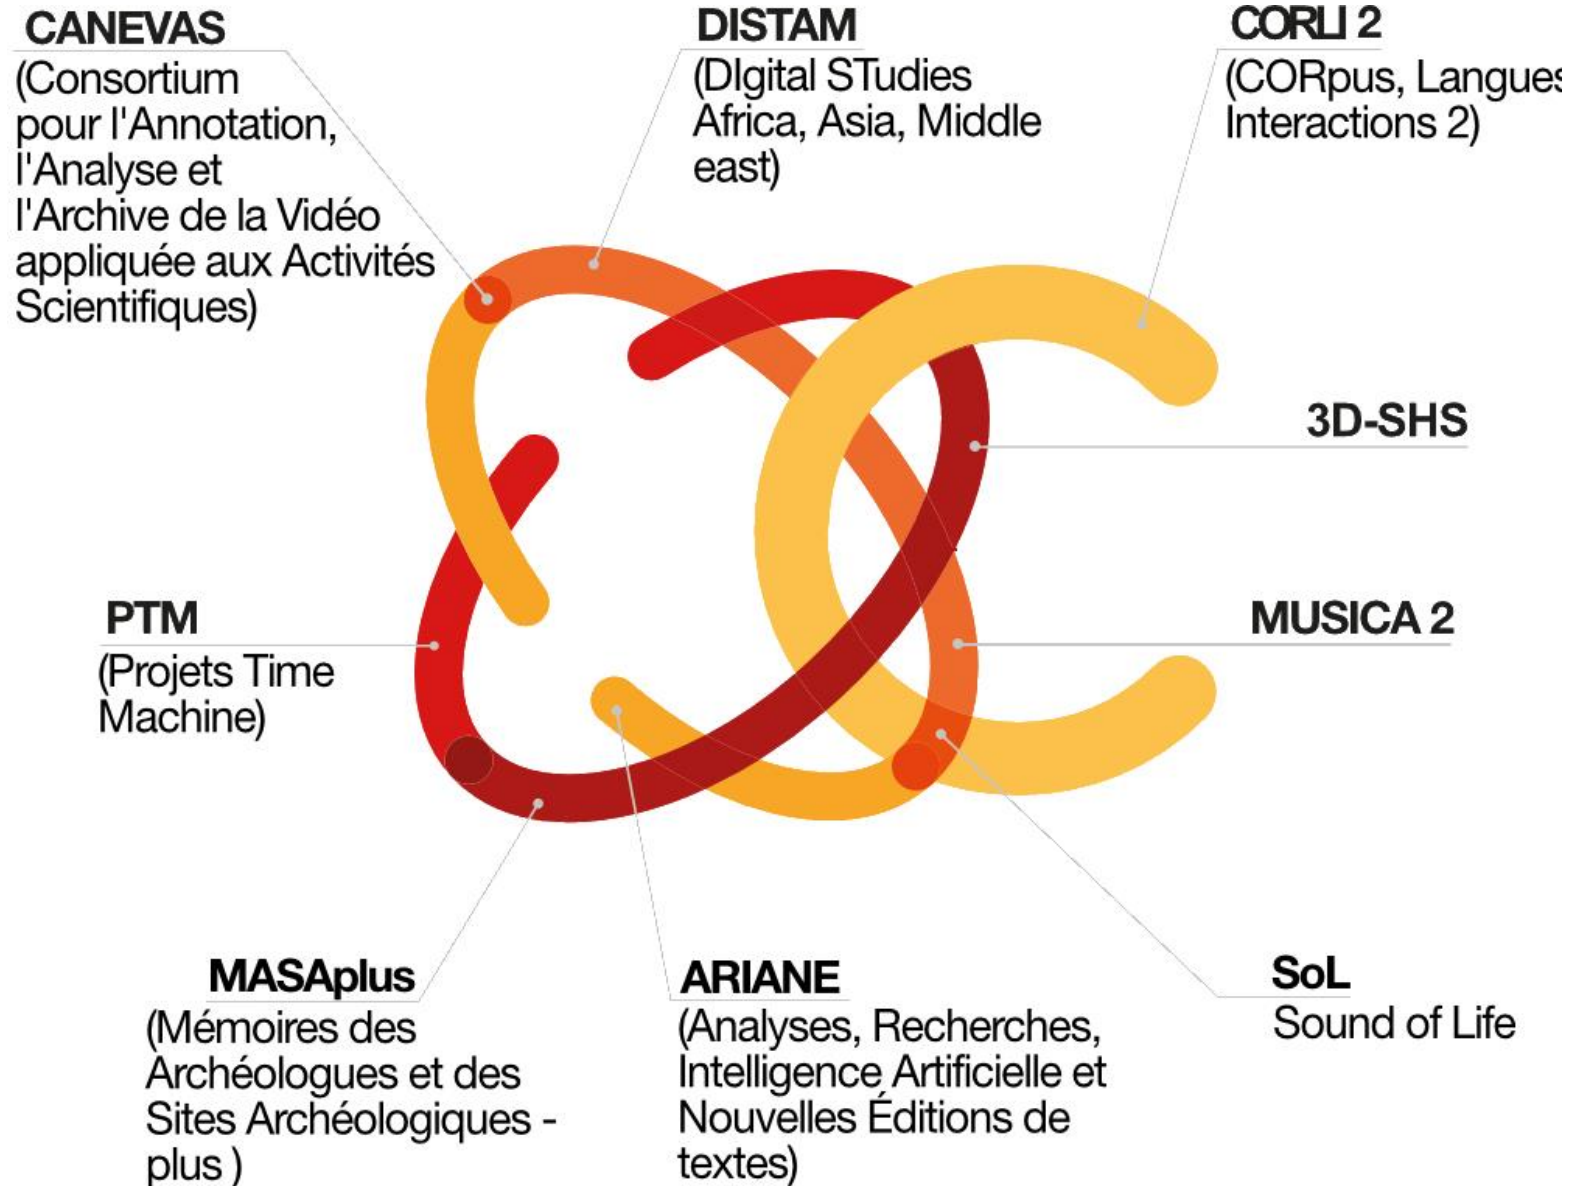 CANEVAS
(Consortium
pour l'Annotation,
l'Analyse et
l'Archive de la Vidéo
appliquée aux Activités
Scientifiques)
DISTAM
(DIgital STudies
Africa, Asia, Middle
east)
CORLI 2
(CORpus, Langues
Interactions 2)
3D-SHS
MUSICA 2
PTM
(Projets Time
Machine)
MASAplus
(Mémoires des
Archéologues et des
Sites Archéologiques -
plus )
ARIANE
(Analyses, Recherches,
Intelligence Artificielle et
Nouvelles Éditions de
textes)
SoL
Sound of Life